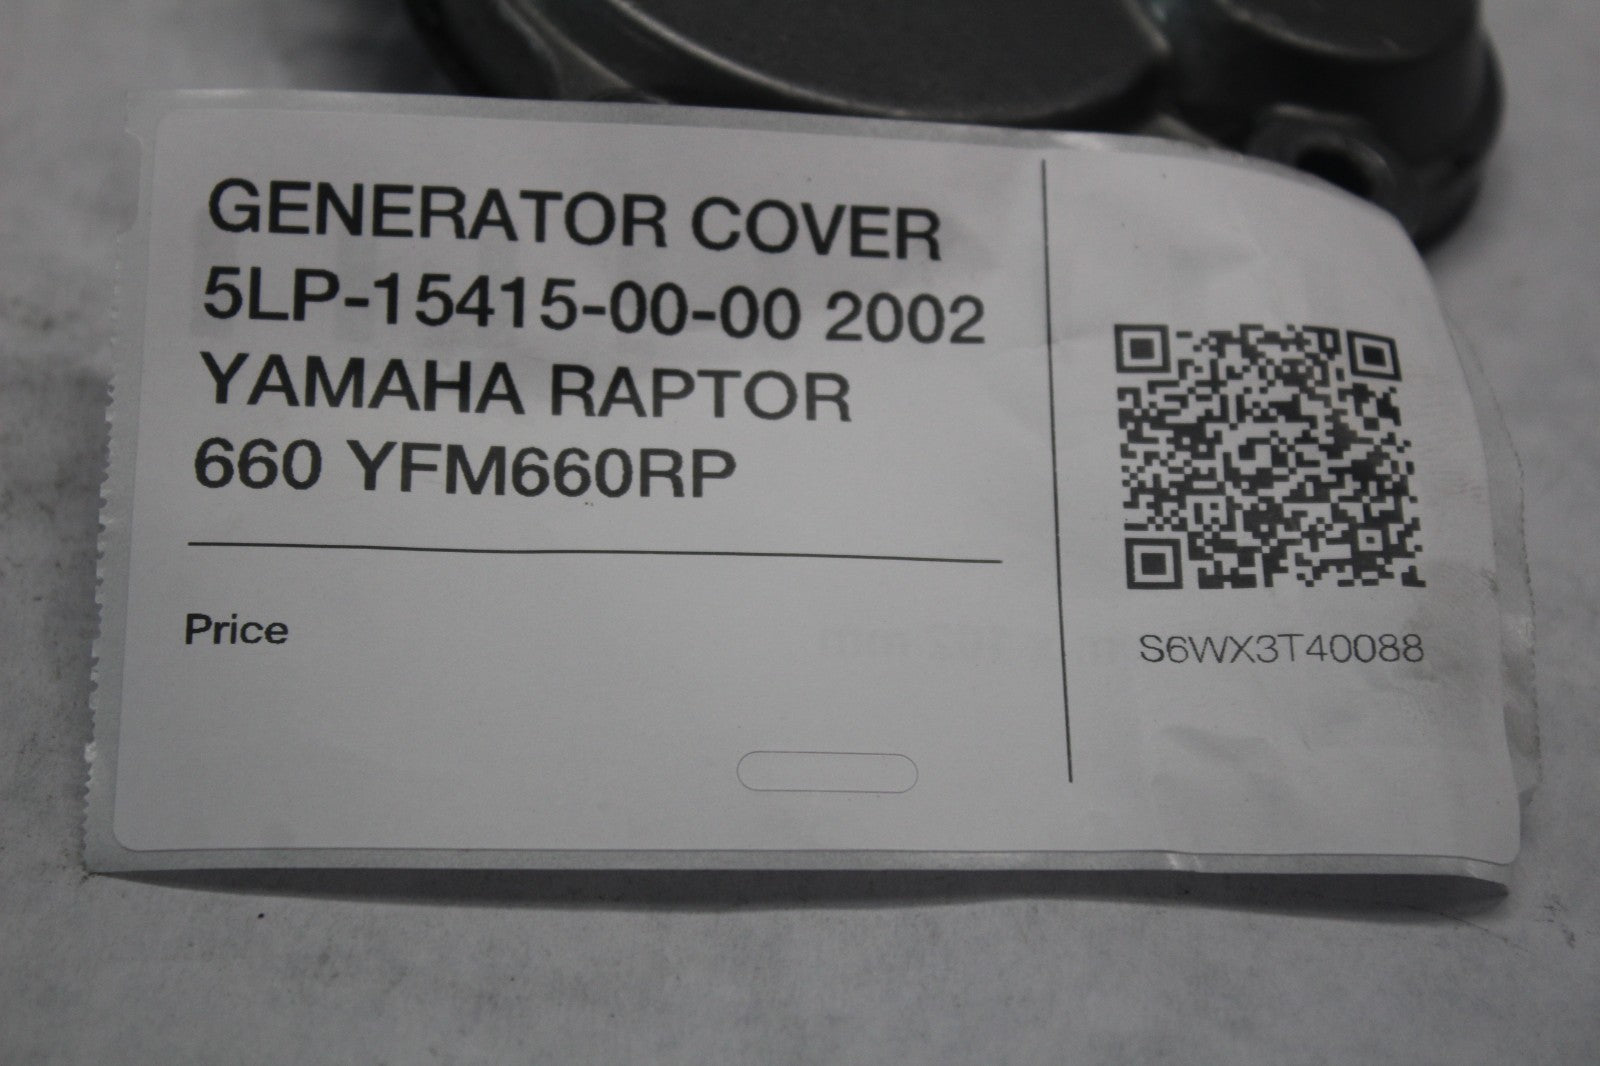 GENERATOR COVER
5LP-15415-00-00 2002
YAMAHA RAPTOR
660 YFM660RP
Price
S6WX3T40088